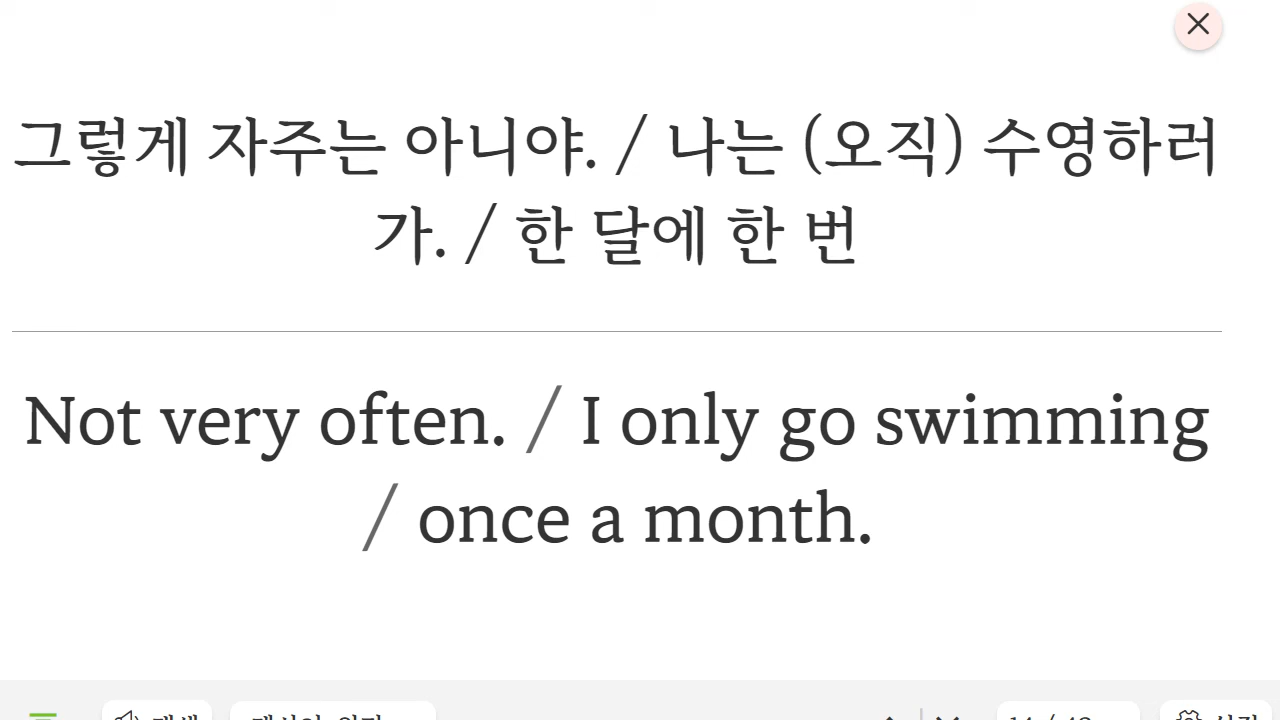 그렇게 자주는 아니야. / 나는 (오직) 수영하러
가. / 한 달에 한 번
Not very often. / I only go swimming
/ once a month.